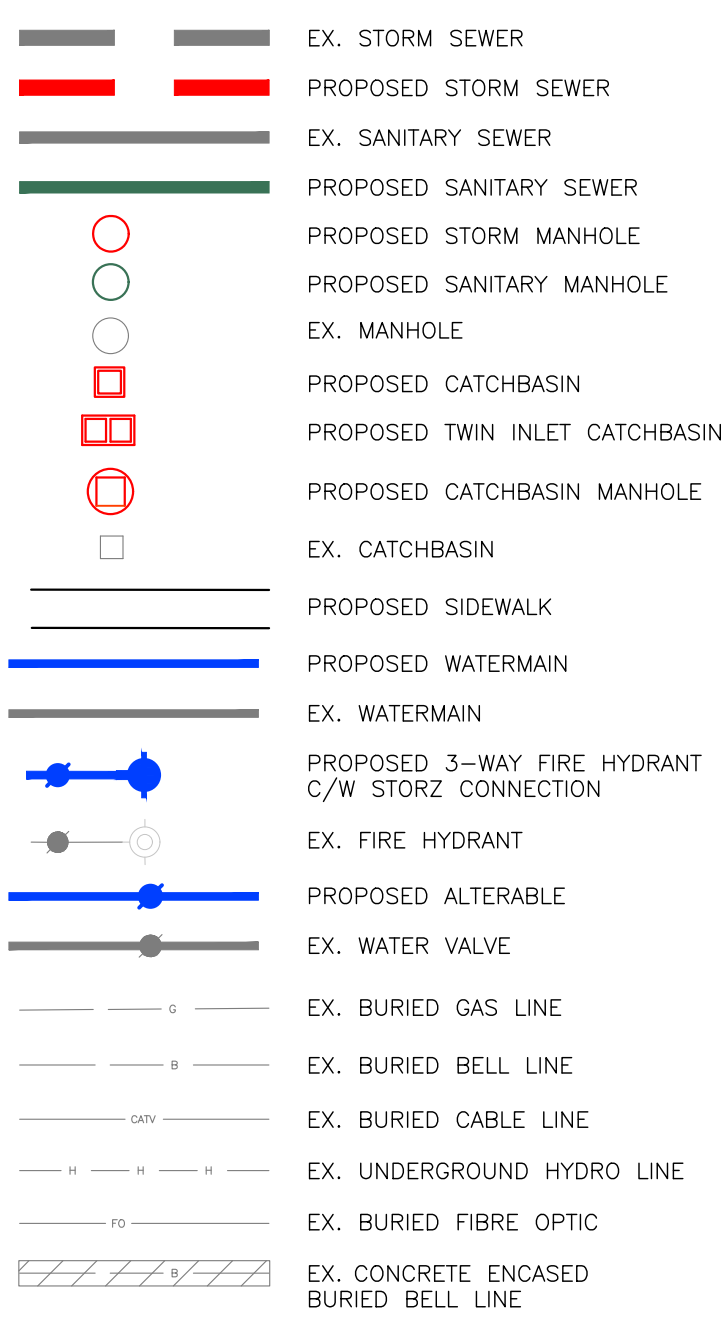 EX. STORM SEWER
PROPOSED STORM SEWER
EX. SANITARY SEWER
PROPOSED SANITARY SEWER
PROPOSED STORM MANHOLE
PROPOSED SANITARY MANHOLE
EX. MANHOLE
PROPOSED CATCHBASIN
PROPOSED TWIN INLET CATCHBASIN
PROPOSED CATCHBASIN MANHOLE
EX. CATCHBASIN
PROPOSED SIDEWALK
PROPOSED WATERMAIN
EX. WATERMAIN
PROPOSED 3-WAY FIRE HYDRANT
C/W STORZ CONNECTION
EX. FIRE HYDRANT
PROPOSED ALTERABLE
EX. WATER VALVE
G EX. BURIED GAS LINE
B EX. BURIED BELL LINE
CATV EX. BURIED CABLE LINE
H H H EX. UNDERGROUND HYDRO LINE
FO EX. BURIED FIBRE OPTIC
B EX. CONCRETE ENCASED
BURIED BELL LINE